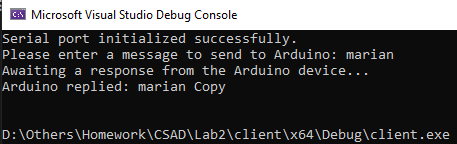 Microsoft Visual Studio Debug Console
Serial port initialized successfully.
Please enter a message to send to Arduino: marian
Awaiting a response from the Arduino device...
Arduino replied: marian Copy
D:\Others\Homework\CSAD\Lab2\client\x64\Debug\client.exe